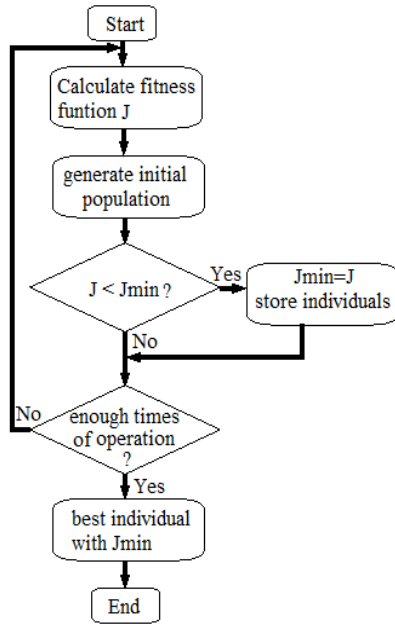 Start
Calculate fitness
funtion J
generate initial
population
J < Jmin ?
Yes
Jmin=J
store individuals
No
No
enough times
of operation
?
Yes
best individual
with Jmin
End